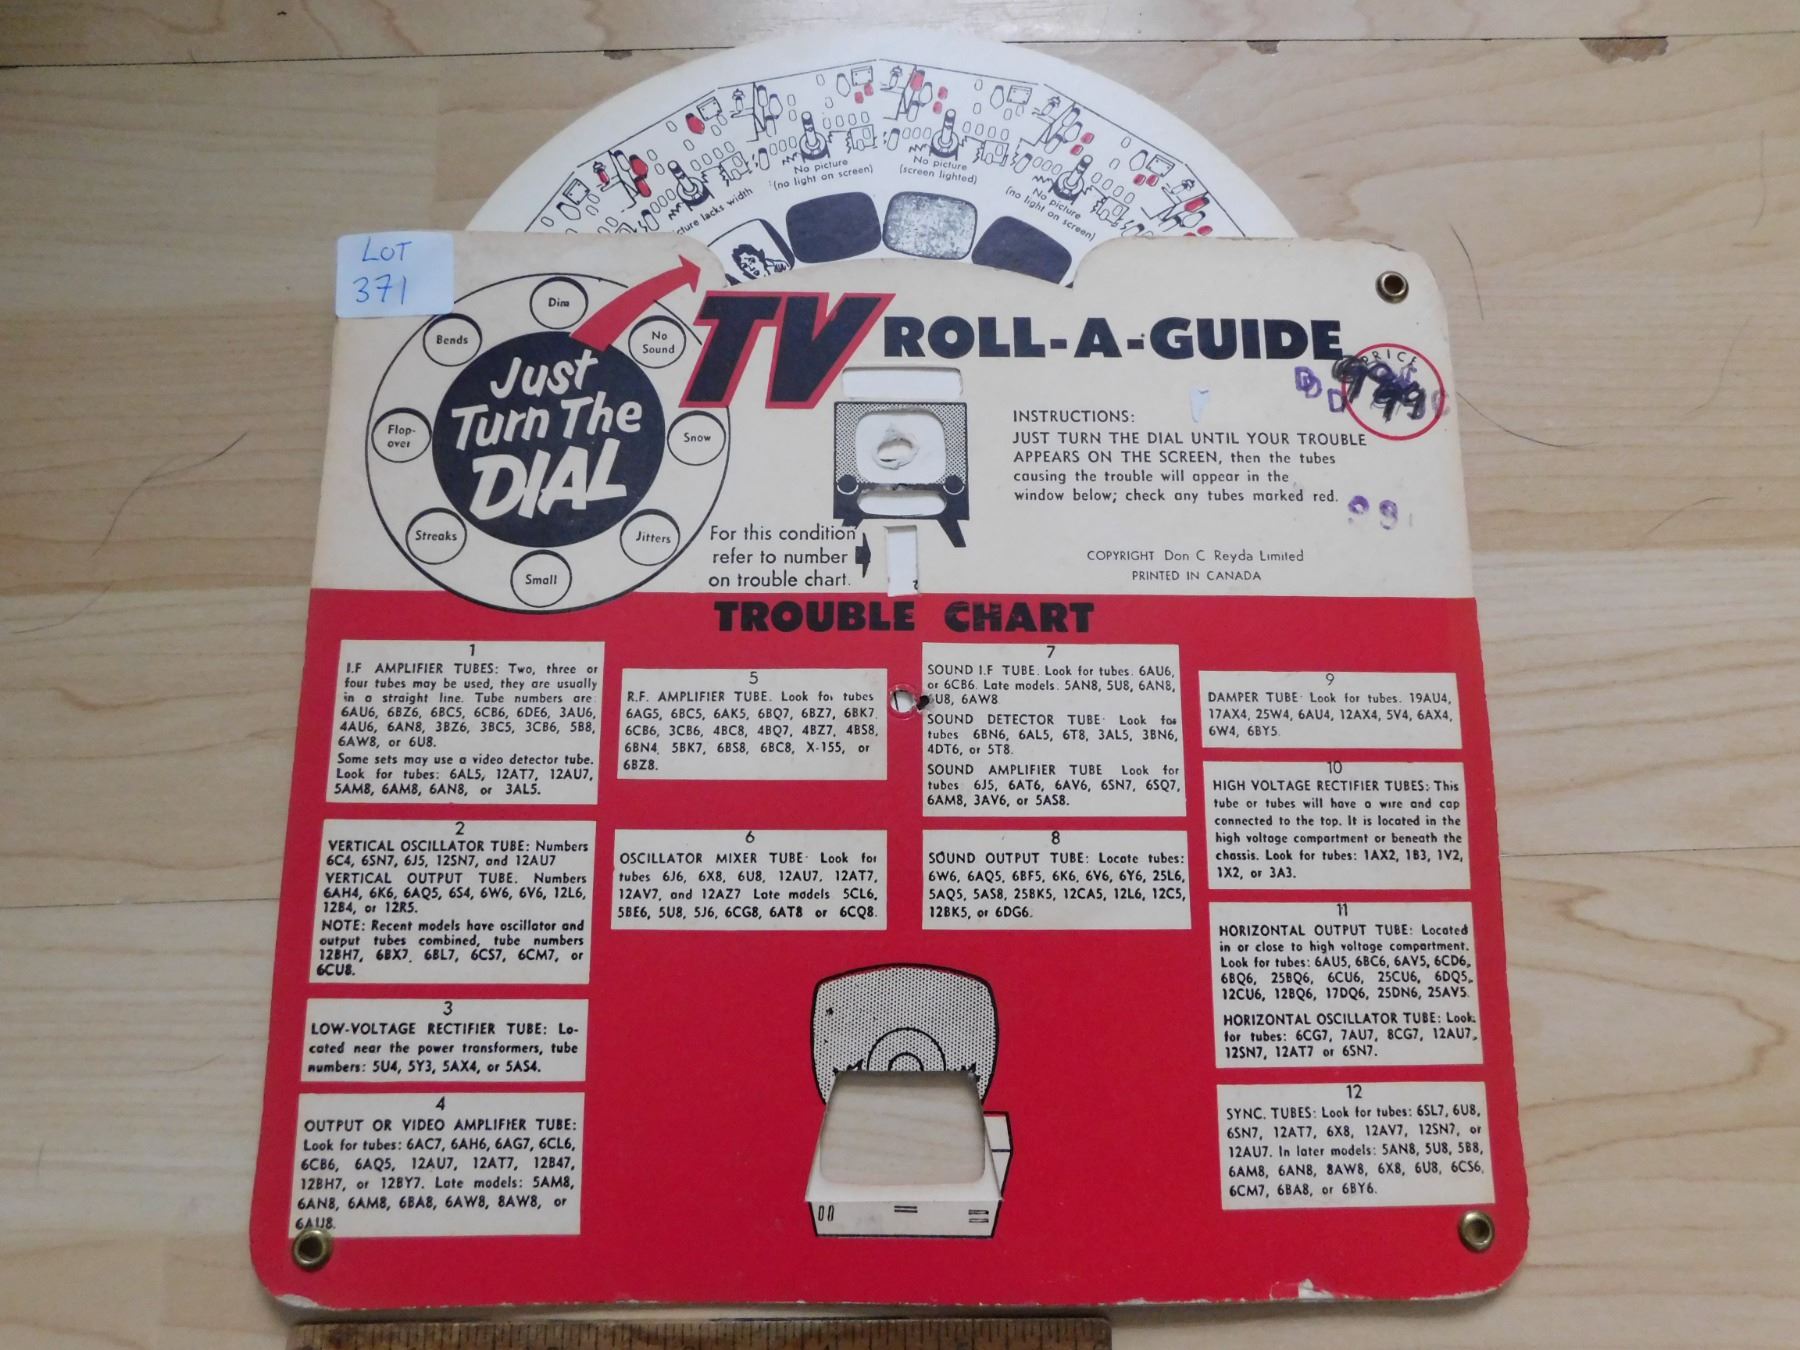 No picture
(no light on screen)
No picture
(screen lighted)
No picture
(no light on screen)
lacks width
LOT
371
Dim
No
Sound
Snow
Jitters
Small
Streaks
Flop-
over
Bends
Just
Turn The
DIAL
TV ROLL-A-GUIDE
PRICE
INSTRUCTIONS:
JUST TURN THE DIAL UNTIL YOUR TROUBLE
APPEARS ON THE SCREEN, then the tubes
causing the trouble will appear in the
window below; check any tubes marked red.
For this condition
refer to number
on trouble chart.
COPYRIGHT Don C Reyda Limited
PRINTED IN CANADA
TROUBLE CHART
1
I.F AMPLIFIER TUBES: Two, three or
four tubes may be used, they are usually
in a straight line. Tube numbers are:
6AU6, 6BZ6, 6BC5, 6CB6, 6DE6, 3AU6,
4AU6, 6AN8, 3BZ6, 3BC5, 3CB6, 5B8,
6AW8, or 6U8.
Some sets may use a video detector tube.
Look for tubes: 6AL5, 12AT7, 12AU7,
5AM8, 6AM8, 6AN8, or 3AL5.
2
VERTICAL OSCILLATOR TUBE: Numbers
6C4, 6SN7, 6J5, 12SN7, and 12AU7
VERTICAL OUTPUT TUBE. Numbers
6AH4, 6K6, 6AQ5, 6S4, 6W6, 6V6, 12L6,
12B4, or 12R5.
NOTE: Recent models have oscillator and
output tubes combined, tube numbers
12BH7, 6BX7, 6BL7, 6CS7, 6CM7, or
6CU8.
3
LOW-VOLTAGE RECTIFIER TUBE: Lo-
cated near the power transformers, tube
numbers: 5U4, 5Y3, 5AX4, or 5AS4.
4
OUTPUT OR VIDEO AMPLIFIER TUBE:
Look for tubes: 6AC7, 6AH6, 6AG7, 6CL6,
6CB6, 6AQ5, 12AU7, 12AT7, 12B47,
12BH7, or 12BY7. Late models: 5AM8,
6AN8, 6AM8, 6BA8, 6AW8, 8AW8, or
6AU8.
5
R.F. AMPLIFIER TUBE. Look for tubes
6AG5, 6BC5, 6AK5, 6BQ7, 6BZ7, 6BK7.
6CB6, 3CB6, 4BC8, 4BQ7, 4BZ7, 4BS8,
6BN4, 5BK7, 6BS8, 6BC8, X-155, or
6BZ8.
6
OSCILLATOR MIXER TUBE: Look for
tubes 6J6, 6X8, 6U8, 12AU7, 12AT7,
12AV7, and 12AZ7 Late models 5CL6,
5BE6, 5U8, 5J6, 6CG8, 6AT8 or 6CQ8.
7
SOUND I.F TUBE. Look for tubes. 6AU6,
or 6CB6. Late models: 5AN8, 5U8, 6AN8,
6U8, 6AW8
SOUND DETECTOR TUBE: Look for
tubes 6BN6, 6AL5, 6T8, 3AL5, 3BN6,
4DT6, or 5T8.
SOUND AMPLIFIER TUBE Look for
tubes 6J5, 6AT6, 6AV6, 6SN7, 6SQ7,
6AM8, 3AV6, or 5AS8.
8
SOUND OUTPUT TUBE: Locate tubes:
6W6, 6AQ5, 6BF5, 6K6, 6V6, 6Y6, 25L6,
5AQ5, 5AS8, 25BK5, 12CA5, 12L6, 12C5,
12BK5, or 6DG6.
9
DAMPER TUBE: Look for tubes. 19AU4,
17AX4, 25W4, 6AU4, 12AX4, 5V4, 6AX4,
6W4, 6BY5.
10
HIGH VOLTAGE RECTIFIER TUBES: This
tube or tubes will have a wire and cap
connected to the top. It is located in the
high voltage compartment or beneath the
chassis. Look for tubes: 1AX2, 1B3, 1V2,
1X2, or 3A3.
11
HORIZONTAL OUTPUT TUBE: Located
in or close to high voltage compartment.
Look for tubes: 6AU5, 6BC6, 6AV5, 6CD6,
6BQ6, 25BQ6, 6CU6, 25CU6, 6DQ5,
12CU6, 12BQ6, 17DQ6, 25DN6, 25AV5.
HORIZONTAL OSCILLATOR TUBE: Look
for tubes: 6CG7, 7AU7, 8CG7, 12AU7,
12SN7, 12AT7 or 6SN7.
12
SYNC. TUBES: Look for tubes: 6SL7, 6U8,
6SN7, 12AT7, 6X8, 12AV7, 12SN7, or
12AU7. In later models: 5AN8, 5U8, 5B8,
6AM8, 6AN8, 8AW8, 6X8, 6U8, 6CS6,
6CM7, 6BA8, or 6BY6.